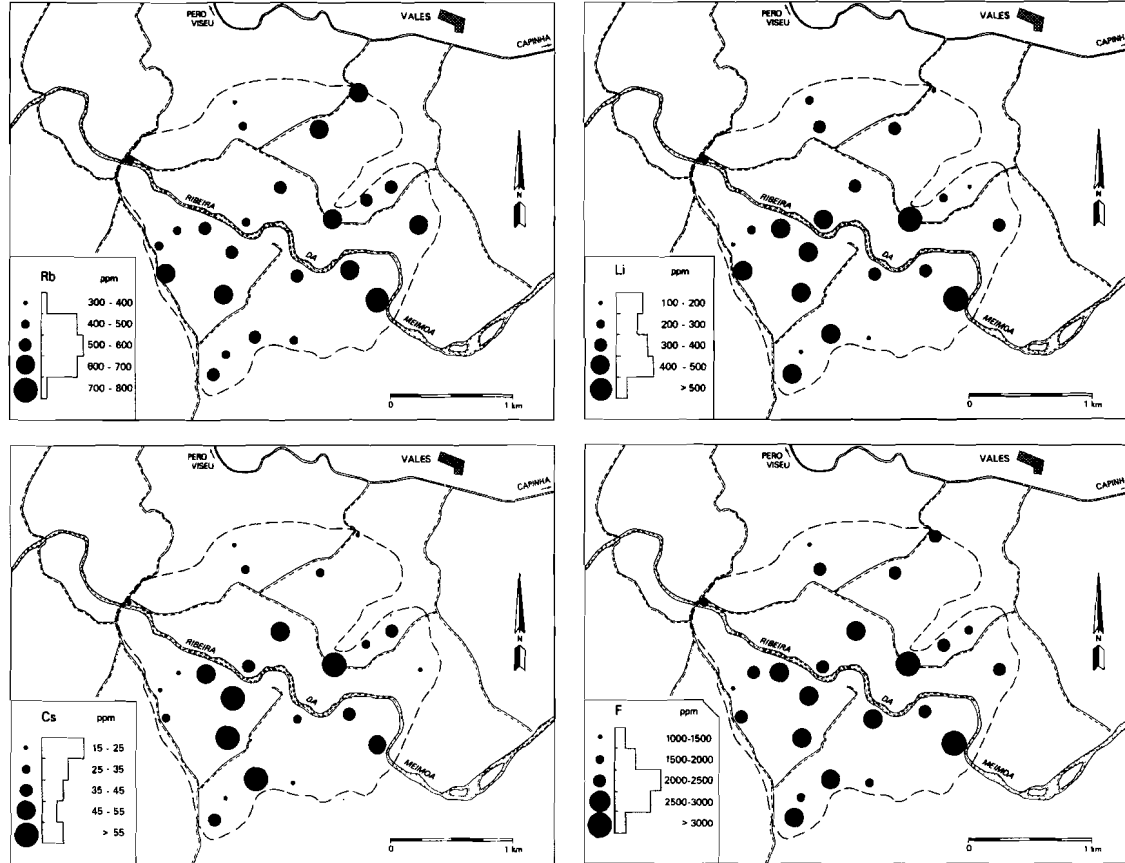 PERO
VISEU
VALES
CAPINHA
RIBEIRA
DA
MEIMOA
N
Rb ppm
300 - 400
400 - 500
500 - 600
600 - 700
700 - 800
0 1 km
PERO
VISEU
VALES
CAPINHA
RIBEIRA
DA
MEIMOA
N
Li ppm
100 - 200
200 - 300
300 - 400
400 - 500
> 500
0 1 km
PERO
VISEU
VALES
CAPINHA
RIBEIRA
DA
MEIMOA
N
Cs ppm
15 - 25
25 - 35
35 - 45
45 - 55
> 55
0 1 km
PERO
VISEU
VALES
CAPINHA
RIBEIRA
DA
MEIMOA
N
F ppm
1000-1500
1500-2000
2000-2500
2500-3000
> 3000
0 1 km